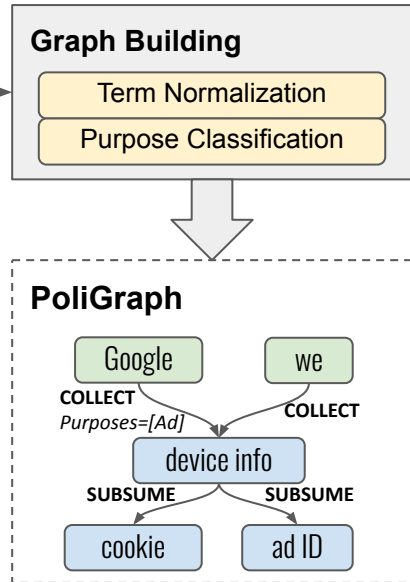 Graph Building
Term Normalization
Purpose Classification
PoliGraph
Google
we
COLLECT
Purposes=[Ad]
COLLECT
device info
SUBSUME
SUBSUME
cookie
ad ID